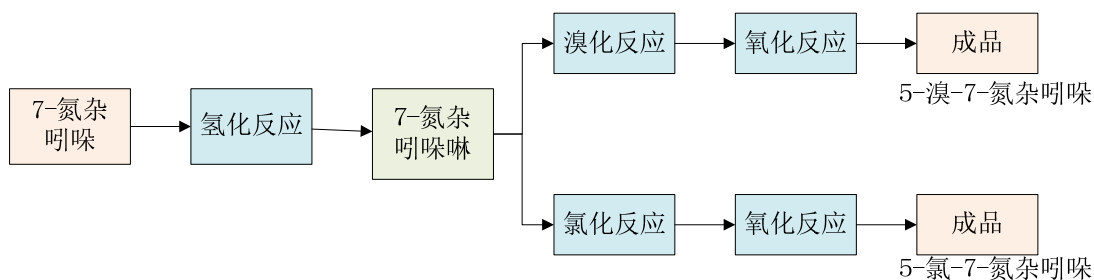 溴化反应
氧化反应
成品
5-溴-7-氮杂吲哚
7-氮杂
吲哚
氢化反应
7-氮杂
吲哚啉
氯化反应
氧化反应
成品
5-氯-7-氮杂吲哚